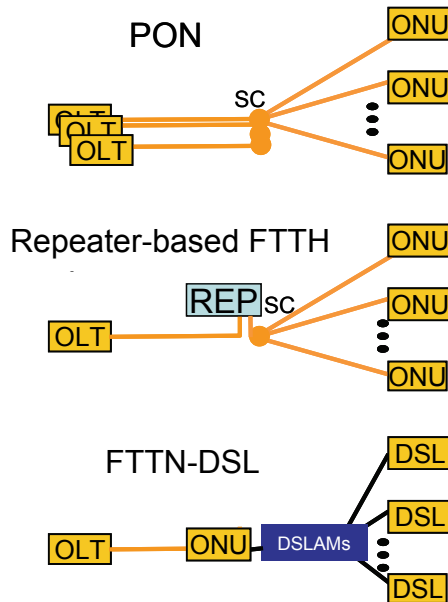 PON
ONU
SC
ONU
OLT
OLT
OLT
ONU
Repeater-based FTTH
ONU
REP SC
ONU
OLT
ONU
FTTN-DSL
DSL
DSL
OLT ONU DSLAMs
DSL